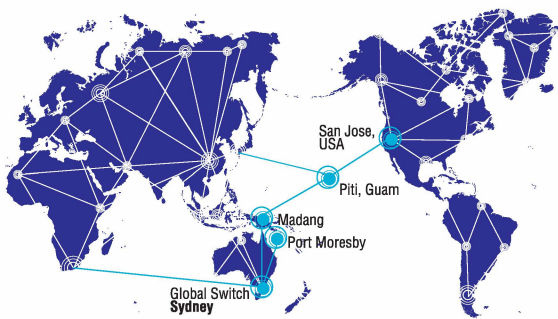 San Jose,
USA
Piti, Guam
Madang
Port Moresby
Global Switch
Sydney